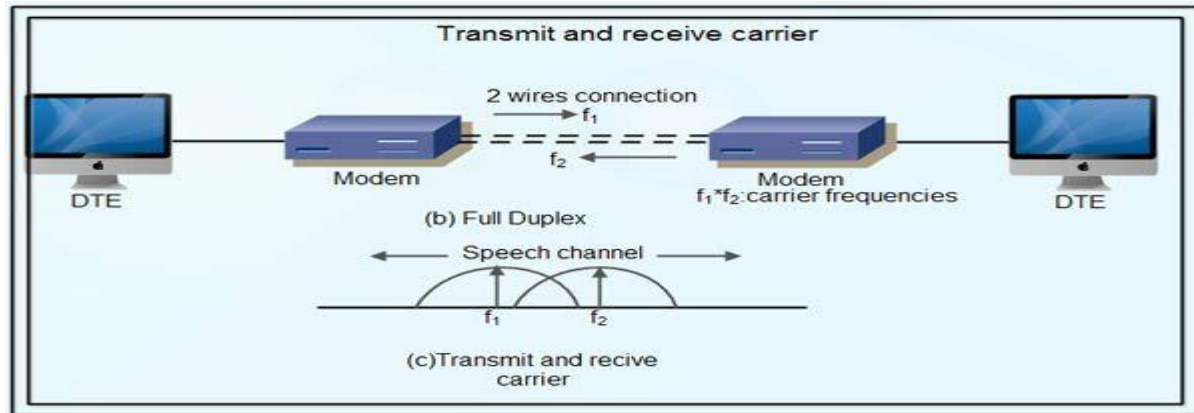 Transmit and receive carrier
2 wires connection
f₁
f₂
DTE
Modem
Modem
DTE
f₁*f₂:carrier frequencies
(b) Full Duplex
Speech channel
f₁ f₂
(c)Transmit and recive
carrier